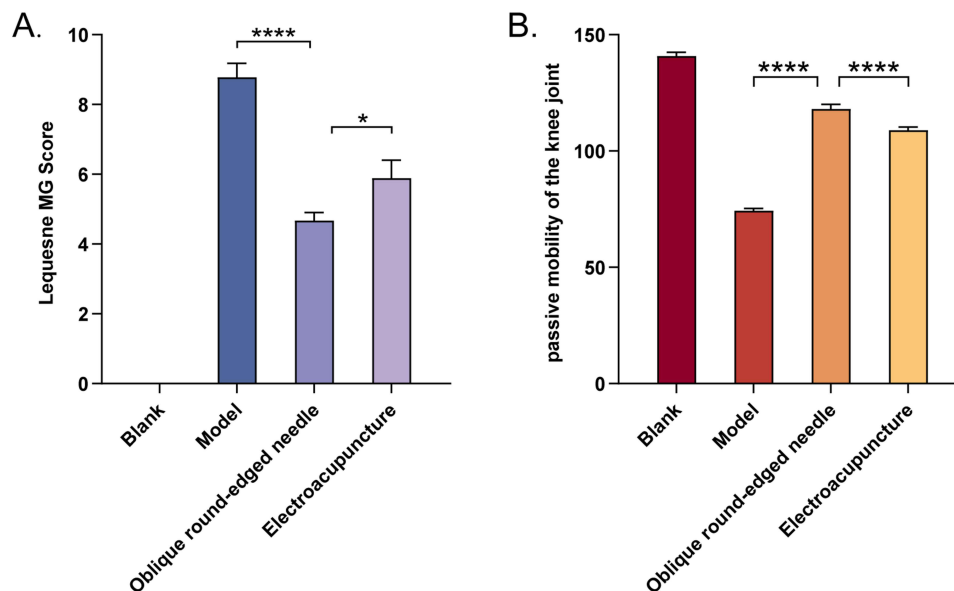 A.
Lequesne MG Score
10
8
6
4
2
0
****
*
Blank
Model
Oblique round-edged needle
Electroacupuncture
B.
passive mobility of the knee joint
150
100
50
0
****
****
Blank
Model
Oblique round-edged needle
Electroacupuncture